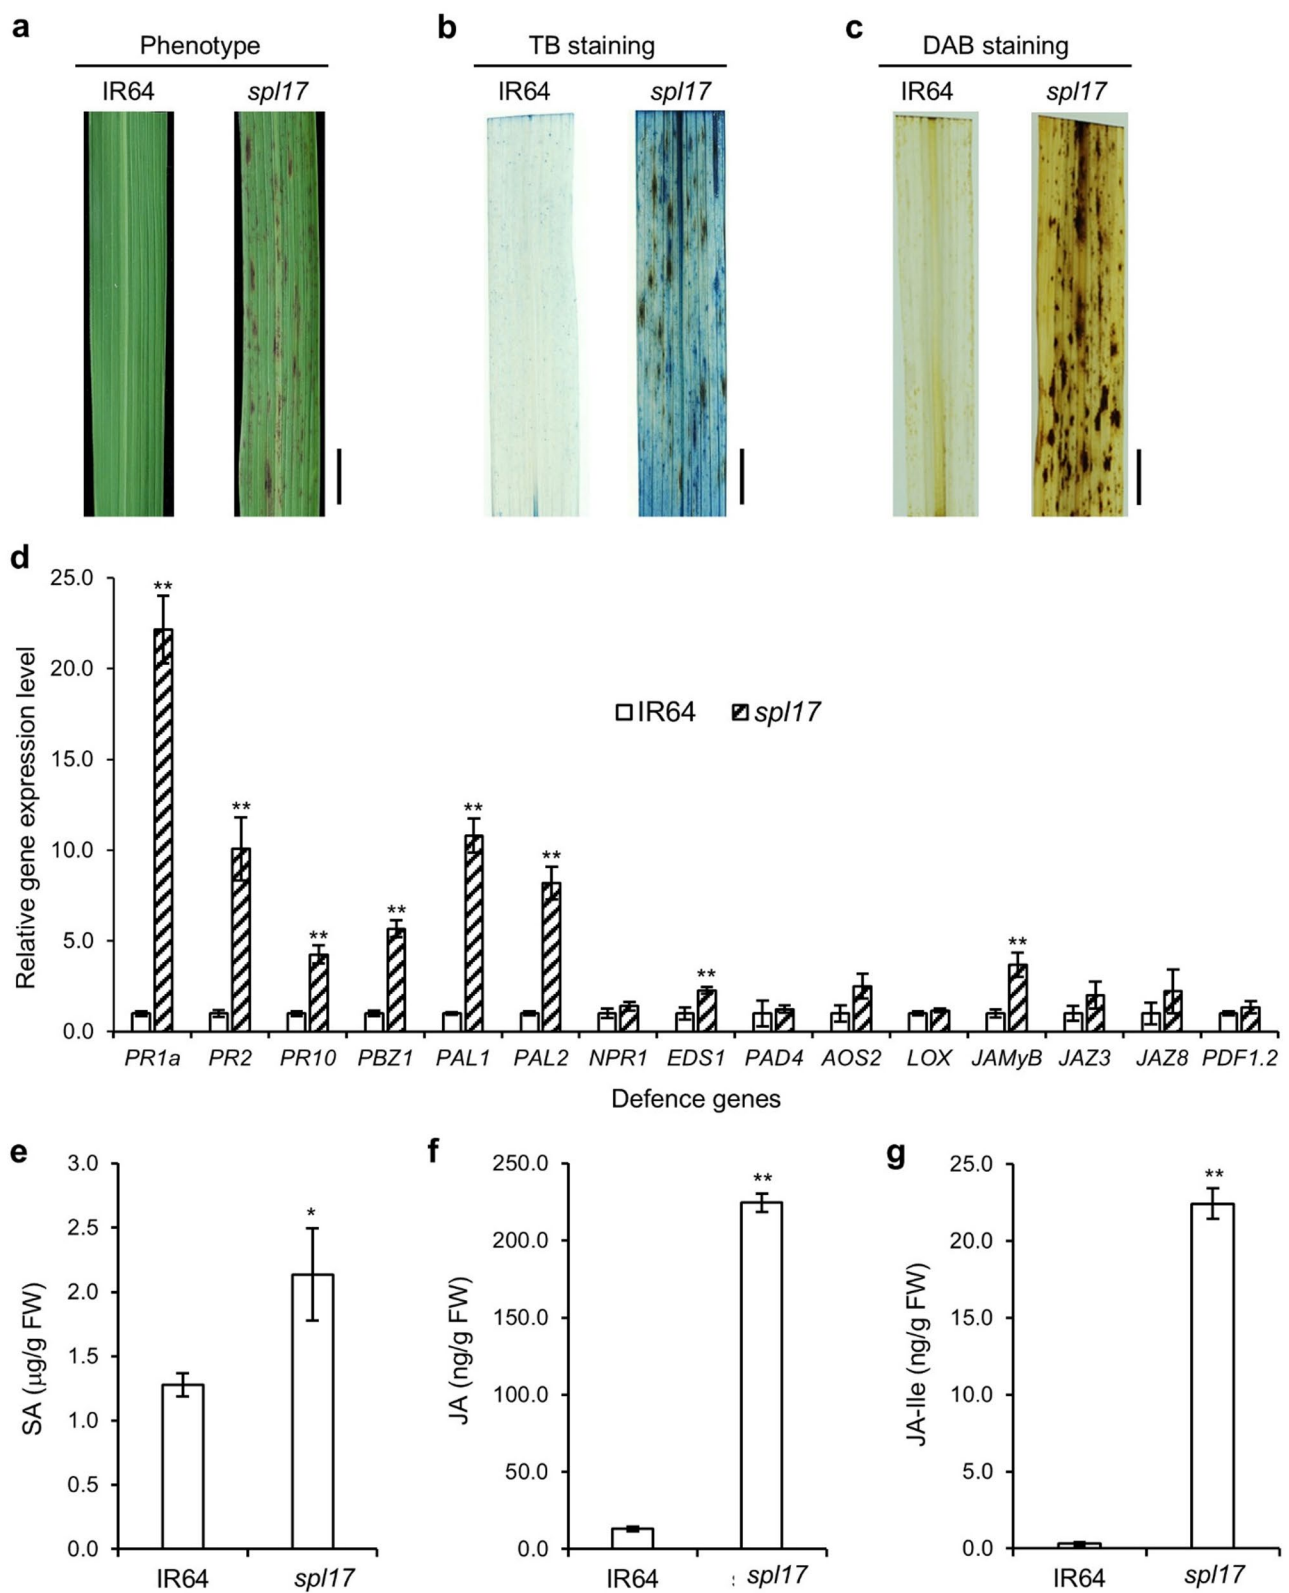 a
Phenotype
IR64 spl17
b
TB staining
IR64 spl17
c
DAB staining
IR64 spl17
d
Relative gene expression level
25.0
20.0
15.0
10.0
5.0
0.0
** ** ** ** ** ** ** **
IR64 spl17
PR1a PR2 PR10 PBZ1 PAL1 PAL2 NPR1 EDS1 PAD4 AOS2 LOX JAMyB JAZ3 JAZ8 PDF1.2
Defence genes
e
SA (µg/g FW)
3.0
2.5
2.0
1.5
1.0
0.5
0.0
*
IR64 spl17
f
JA (ng/g FW)
250.0
200.0
150.0
100.0
50.0
0.0
**
IR64 spl17
g
JA-Ile (ng/g FW)
25.0
20.0
15.0
10.0
5.0
0.0
**
IR64 spl17